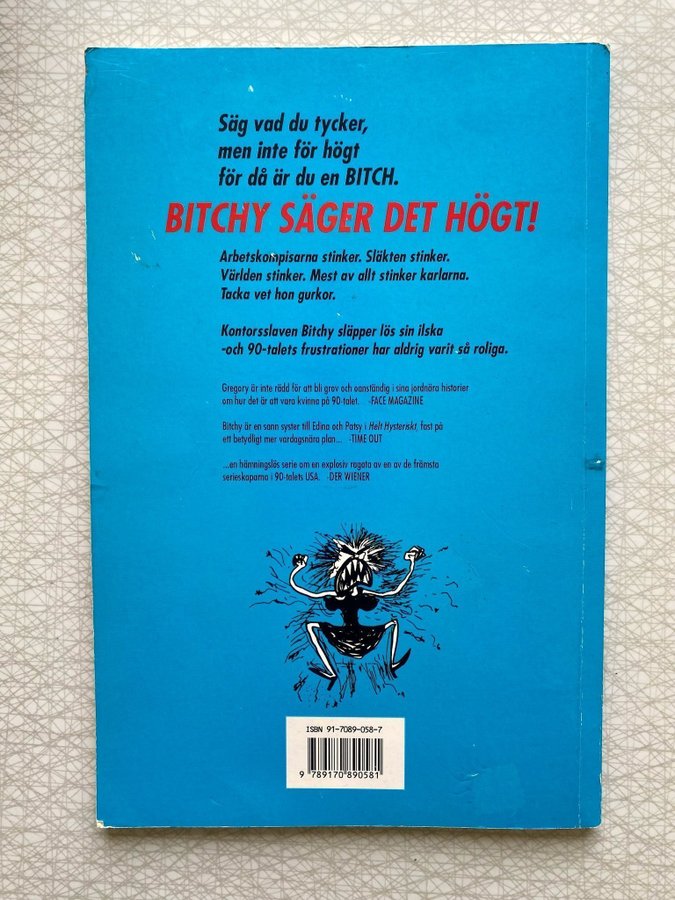 Säg vad du tycker,
men inte för högt
för då är du en BITCH.
BITCHY SÄGER DET HÖGT!
Arbetskompisarna stinker. Släkten stinker.
Världen stinker. Mest av allt stinker karlarna.
Tacka vet hon gurkor.
Kontorsslaven Bitchy släpper lös sin ilska
-och 90-talets frustrationer har aldrig varit så roliga.
Gregory är inte rädd för att bli grov och oanständig i sina jordnära historier
om hur det är att vara kvinna på 90-talet. -FACE MAGAZINE
Bitchy är en sann syster till Edina och Patsy i Helt Hysteriskt, fast på
ett betydligt mer vardagsnära plan... -TIME OUT
...en hämningslös serie om en explosiv ragata av en av de främsta
serieskaparna i 90-talets USA. -DER WIENER
ISBN 91-7089-058-7
9 789170 890581